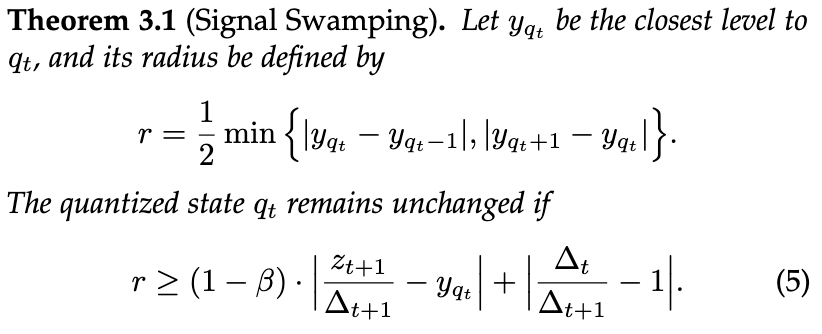 Theorem 3.1 (Signal Swamping). Let $y_{q_t}$ be the closest level to
$q_t$, and its radius be defined by
$r = \frac{1}{2} \min \left\{ |y_{q_t} - y_{q_t-1}|, |y_{q_t+1} - y_{q_t}| \right\}.$
The quantized state $q_t$ remains unchanged if
$r \geq (1 - \beta) \cdot \left| \frac{z_{t+1}}{\Delta_{t+1}} - y_{q_t} \right| + \left| \frac{\Delta_t}{\Delta_{t+1}} - 1 \right|.$ (5)